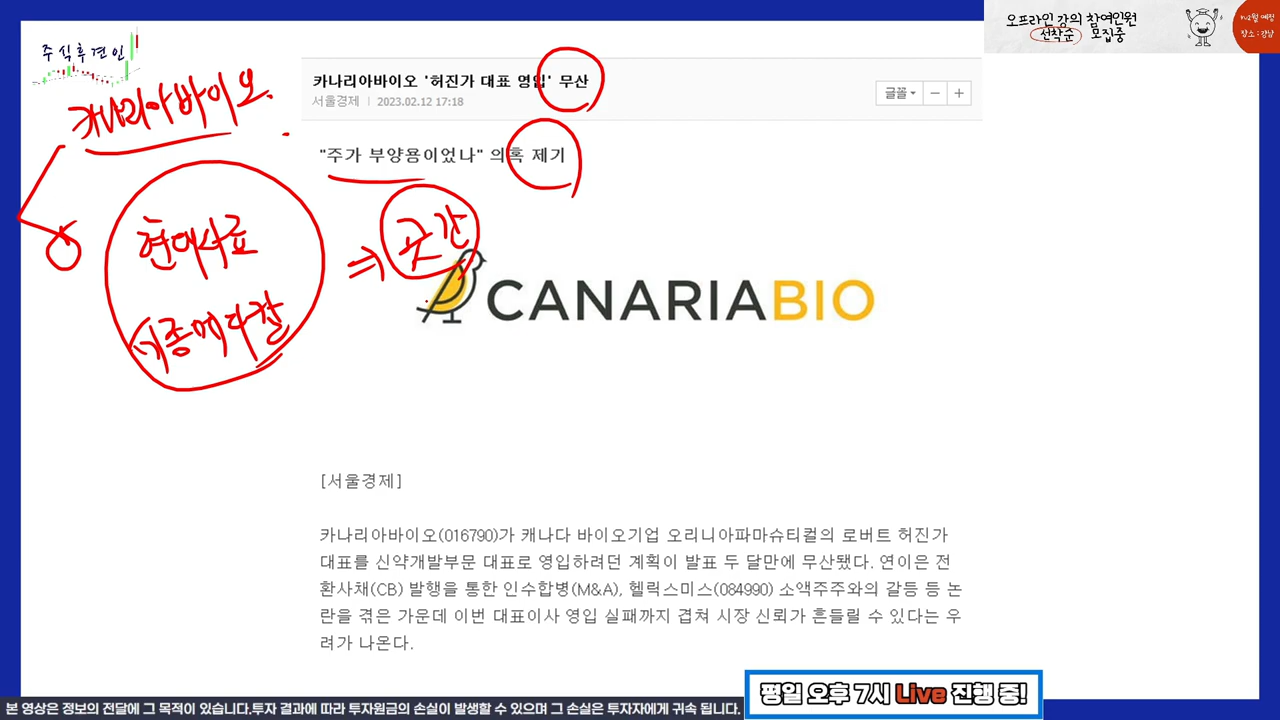 오프라인 강의 참여인원
선착순 모집중
N2월 예정
장소 : 강남
주식후견인
카나리아바이오 '허진가 대표 영입' 무산
서울경제 | 2023.02.12 17:18
글꼴
카나리아바이오.
"주가 부양용이었나" 의혹 제기
현대사료
세종메디칼
⇒ 곳간
CANARIABIO
[서울경제]
카나리아바이오(016790)가 캐나다 바이오기업 오리니아파마슈티컬의 로버트 허진가
대표를 신약개발부문 대표로 영입하려던 계획이 발표 두 달만에 무산됐다. 연이은 전
환사채(CB) 발행을 통한 인수합병(M&A), 헬릭스미스(084990) 소액주주와의 갈등 등 논
란을 겪은 가운데 이번 대표이사 영입 실패까지 겹쳐 시장 신뢰가 흔들릴 수 있다는 우
려가 나온다.
평일 오후 7시 Live 진행 중!
본 영상은 정보의 전달에 그 목적이 있습니다.투자 결과에 따라 투자원금의 손실이 발생할 수 있으며 그 손실은 투자자에게 귀속 됩니다.